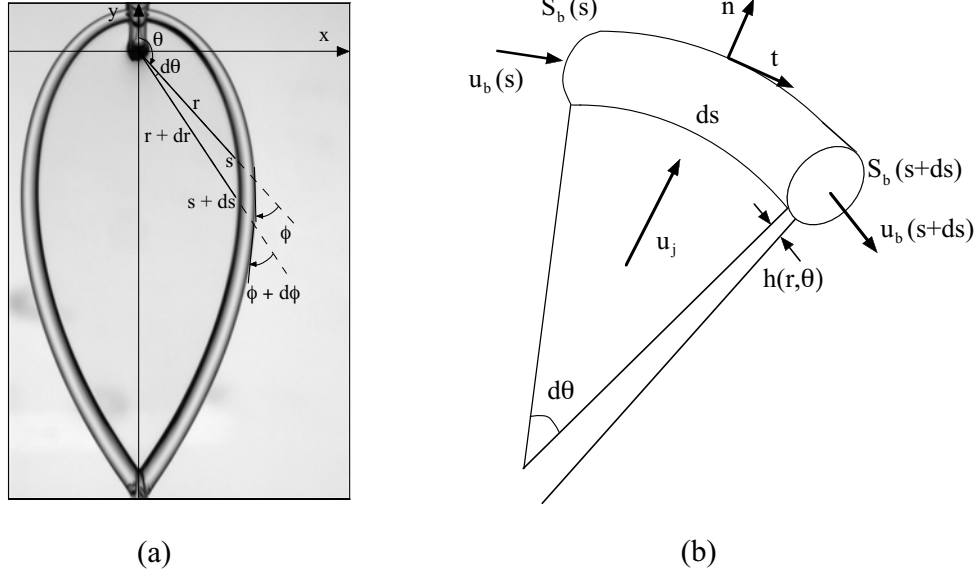 y
x
θ
dθ
r
r + dr
s
s + ds
ϕ
ϕ + dϕ
(a)
S_b (s)
n
t
u_b (s)
ds
S_b (s+ds)
u_b (s+ds)
u_j
h(r,θ)
dθ
(b)